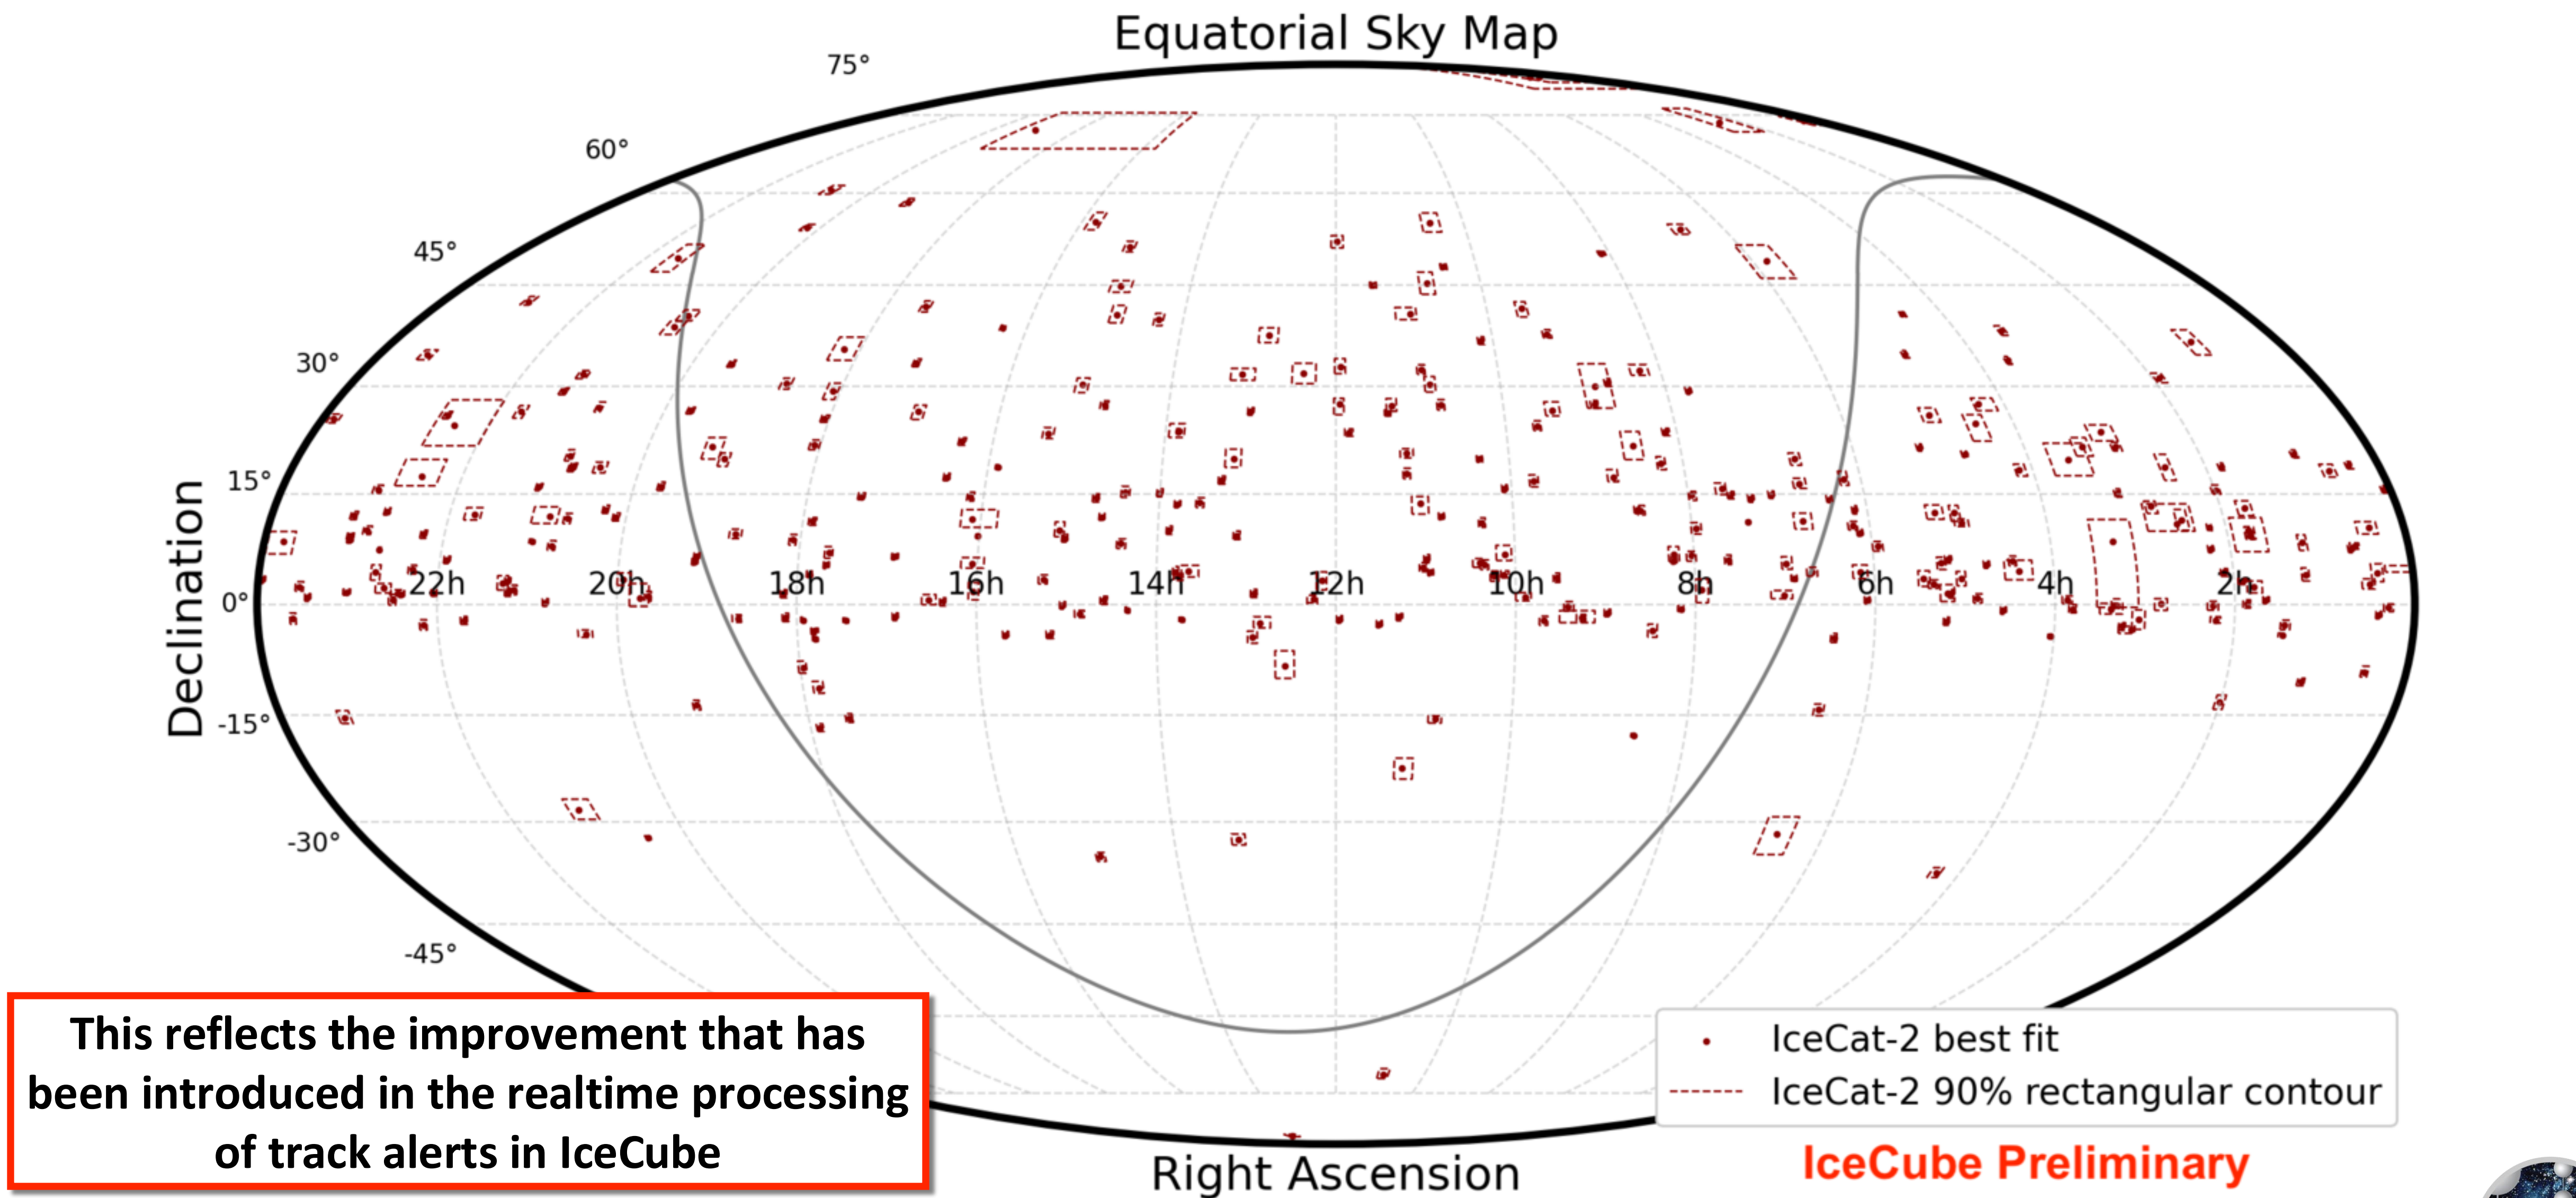 Equatorial Sky Map
75°
60°
45°
30°
15°
0°
-15°
-30°
-45°
Declination
22h 20h 18h 16h 14h 12h 10h 8h 6h 4h 2h
This reflects the improvement that has
been introduced in the realtime processing
of track alerts in IceCube
IceCat-2 best fit
IceCat-2 90% rectangular contour
Right Ascension
IceCube Preliminary